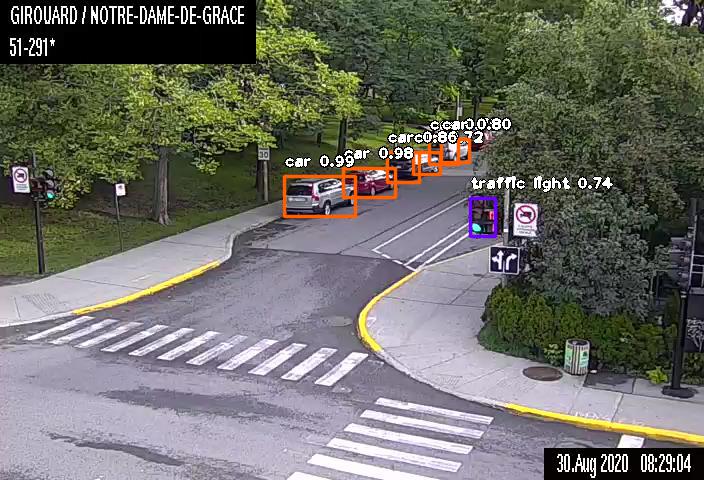 GIROUARD / NOTRE-DAME-DE-GRACE
51-291*
car 0.80
car 0.86
car 0.98
car 0.99
30
traffic light 0.74
30.Aug 2020 08:29:04